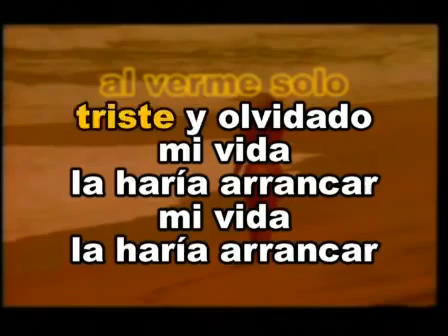 al verme solo
triste y olvidado
mi vida
la haría arrancar
mi vida
la haría arrancar